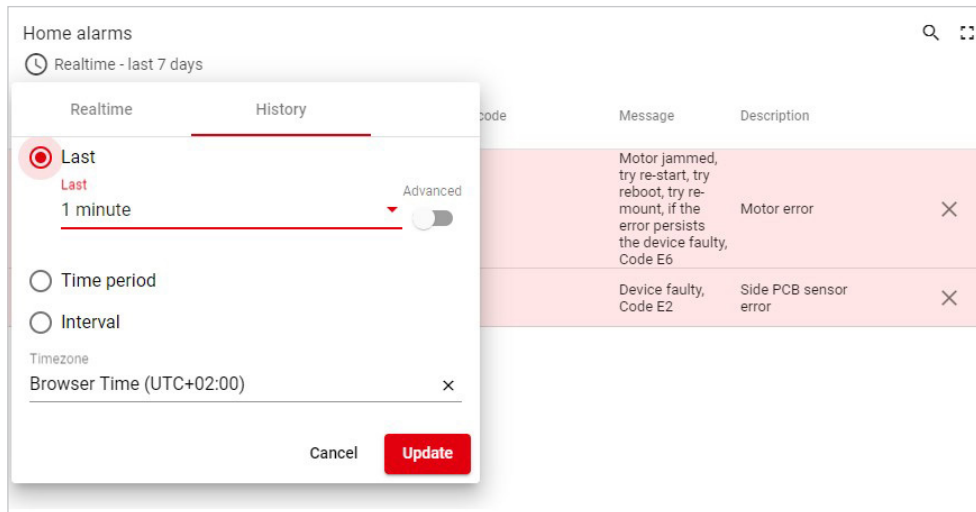 Home alarms
Realtime - last 7 days
Realtime History
code Message Description
Last
Last
1 minute
Advanced
Motor jammed,
try re-start, try
reboot, try re-
mount, if the
error persists
the device faulty,
Code E6
Motor error
Time period
Device faulty,
Code E2
Side PCB sensor
error
Interval
Timezone
Browser Time (UTC+02:00)
Cancel Update